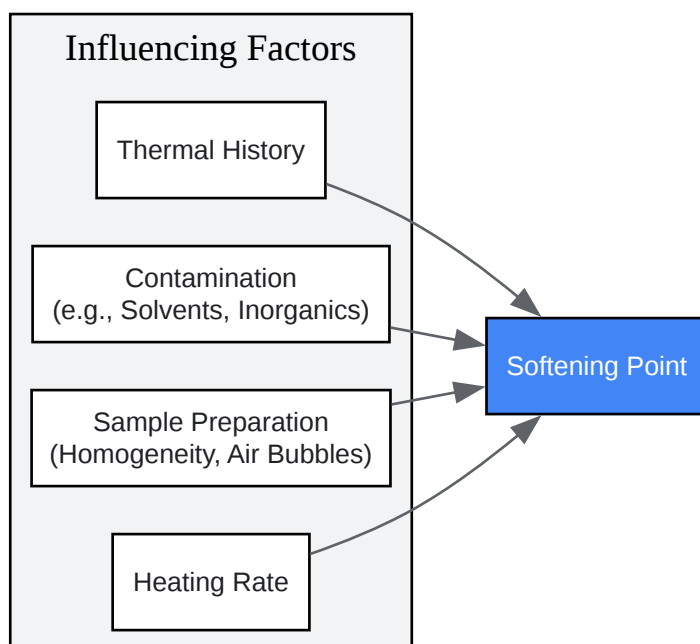 Influencing Factors
Thermal History
Contamination
(e.g., Solvents, Inorganics)
Softening Point
Sample Preparation
(Homogeneity, Air Bubbles)
Heating Rate